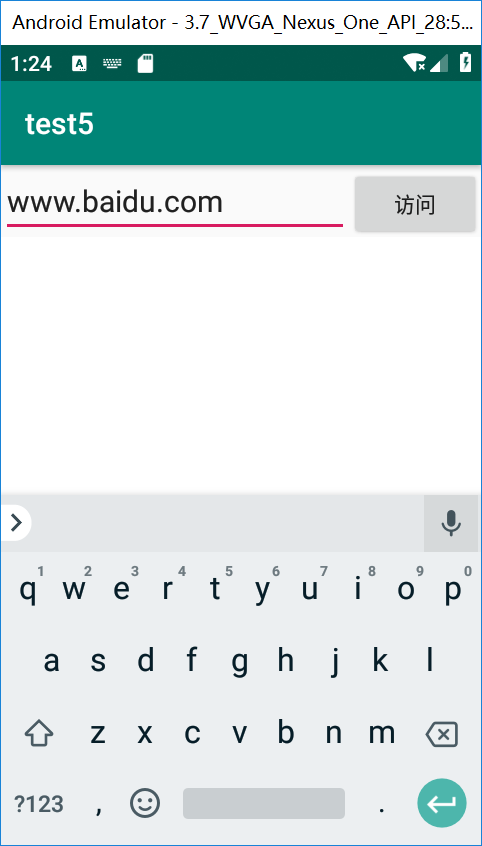 Android Emulator - 3.7_WVGA_Nexus_One_API_28:5...
1:24 A
test5
www.baidu.com 访问
1 2 3 4 5 6 7 8 9 0
q w e r t y u i o p
a s d f g h j k l
z x c v b n m
?123 , .